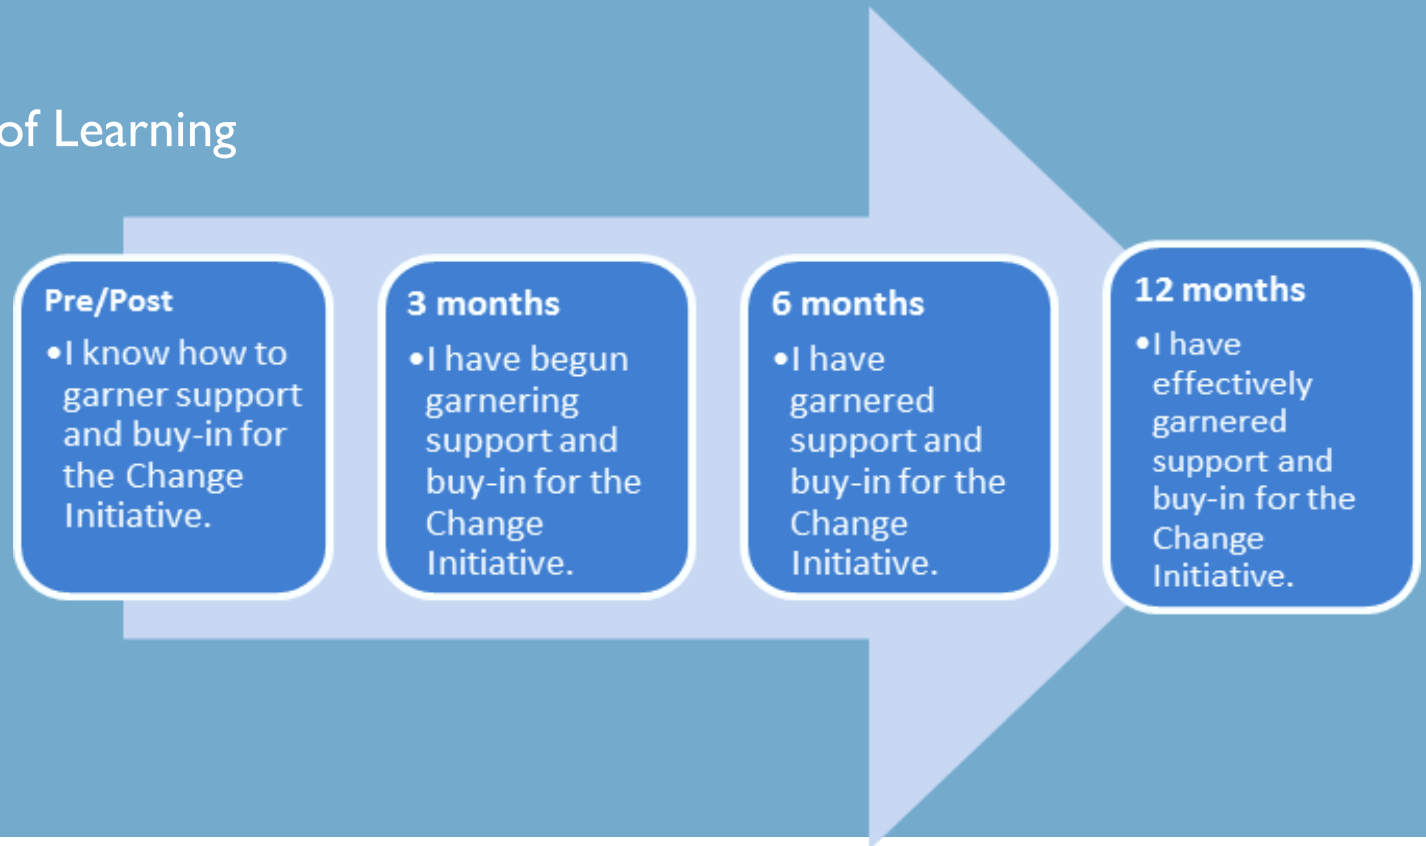 of Learning
Pre/Post
•I know how to
garner support
and buy-in for
the Change
Initiative.
3 months
•I have begun
garnering
support and
buy-in for the
Change
Initiative.
6 months
•I have
garnered
support and
buy-in for the
Change
Initiative.
12 months
•I have
effectively
garnered
support and
buy-in for the
Change
Initiative.